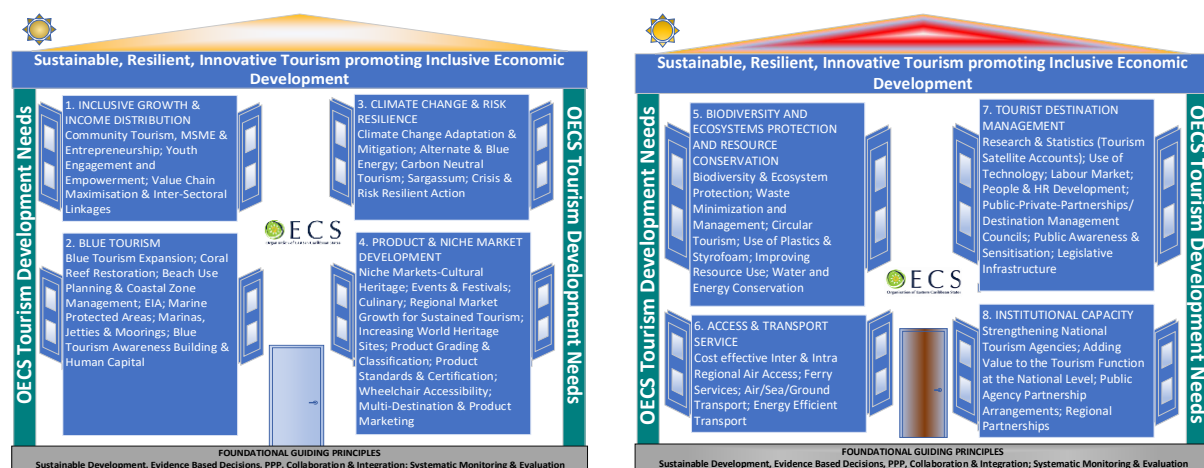 Sustainable, Resilient, Innovative Tourism promoting Inclusive Economic
Development
OECS Tourism Development Needs
1. INCLUSIVE GROWTH &
INCOME DISTRIBUTION
Community Tourism, MSME &
Entrepreneurship; Youth
Engagement and
Empowerment; Value Chain
Maximisation & Inter-Sectoral
Linkages
2. BLUE TOURISM
Blue Tourism Expansion; Coral
Reef Restoration; Beach Use
Planning & Coastal Zone
Management; EIA; Marine
Protected Areas; Marinas,
Jetties & Moorings; Blue
Tourism Awareness Building &
Human Capital
OECS
Organisation of Eastern Caribbean States
3. CLIMATE CHANGE & RISK
RESILIENCE
Climate Change Adaptation &
Mitigation; Alternate & Blue
Energy; Carbon Neutral
Tourism; Sargassum; Crisis &
Risk Resilient Action
4. PRODUCT & NICHE MARKET
DEVELOPMENT
Niche Markets-Cultural
Heritage; Events & Festivals;
Culinary; Regional Market
Growth for Sustained Tourism;
Increasing World Heritage
Sites; Product Grading &
Classification; Product
Standards & Certification;
Wheelchair Accessibility;
Multi-Destination & Product
Marketing
OECS Tourism Development Needs
FOUNDATIONAL GUIDING PRINCIPLES
Sustainable Development, Evidence Based Decisions, PPP, Collaboration & Integration; Systematic Monitoring & Evaluation
Sustainable, Resilient, Innovative Tourism promoting Inclusive Economic
Development
OECS Tourism Development Needs
5. BIODIVERSITY AND
ECOSYSTEMS PROTECTION
AND RESOURCE
CONSERVATION
Biodiversity & Ecosystem
Protection; Waste
Minimization and
Management; Circular
Tourism; Use of Plastics &
Styrofoam; Improving
Resource Use; Water and
Energy Conservation
6. ACCESS & TRANSPORT
SERVICE
Cost effective Inter & Intra
Regional Air Access; Ferry
Services; Air/Sea/Ground
Transport; Energy Efficient
Transport
OECS
Organisation of Eastern Caribbean States
7. TOURIST DESTINATION
MANAGEMENT
Research & Statistics (Tourism
Satellite Accounts); Use of
Technology; Labour Market;
People & HR Development;
Public-Private-Partnerships/
Destination Management
Councils; Public Awareness &
Sensitisation; Legislative
Infrastructure
8. INSTITUTIONAL CAPACITY
Strengthening National
Tourism Agencies; Adding
Value to the Tourism Function
at the National Level; Public
Agency Partnership
Arrangements; Regional
Partnerships
OECS Tourism Development Needs
FOUNDATIONAL GUIDING PRINCIPLES
Sustainable Development, Evidence Based Decisions, PPP, Collaboration & Integration; Systematic Monitoring & Evaluation